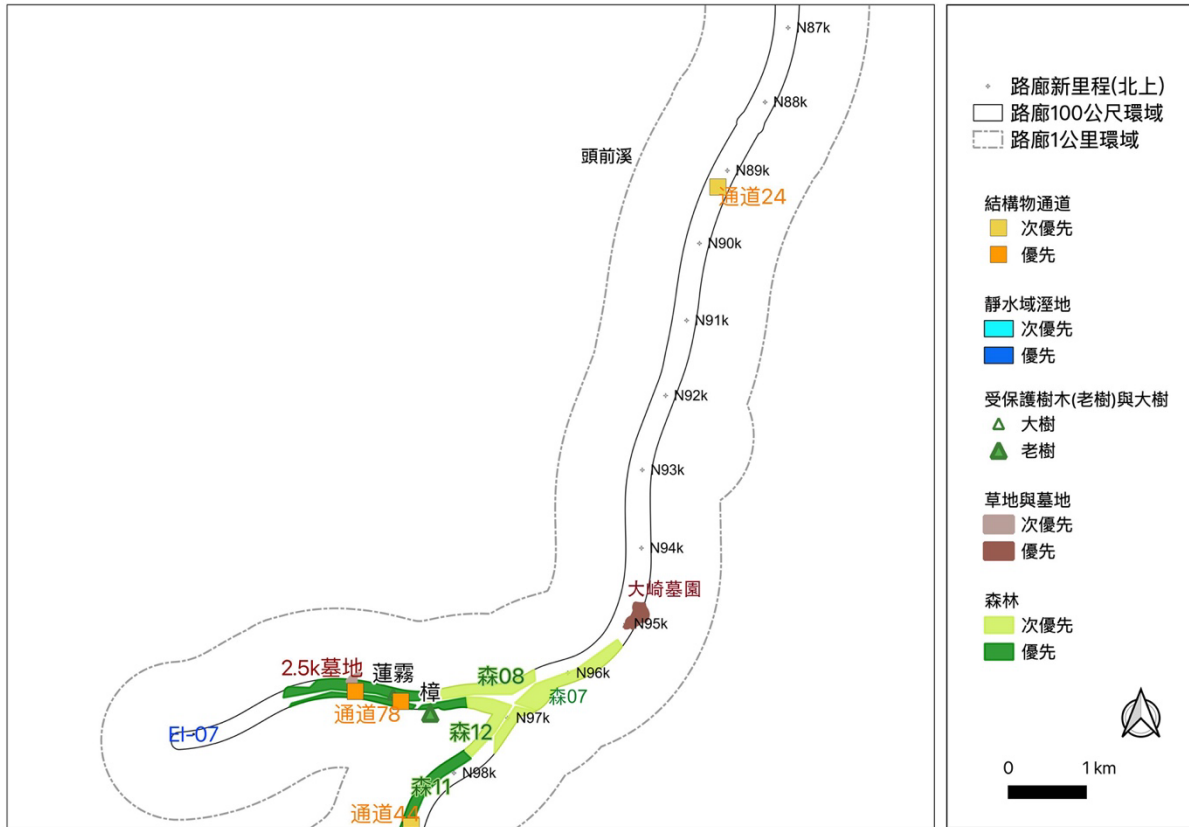 N87k
N88k
頭前溪
N89k
通道24
N90k
N91k
N92k
N93k
N94k
大崎墓園
N95k
2.5k墓地
蓮霧
樟
森08
N96k
森07
通道78
EI-07
森12
N97k
森11
N98k
通道44
路廊新里程(北上)
路廊100公尺環域
路廊1公里環域
結構物通道
次優先
優先
靜水域溼地
次優先
優先
受保護樹木(老樹)與大樹
大樹
老樹
草地與墓地
次優先
優先
森林
次優先
優先
0 1 km